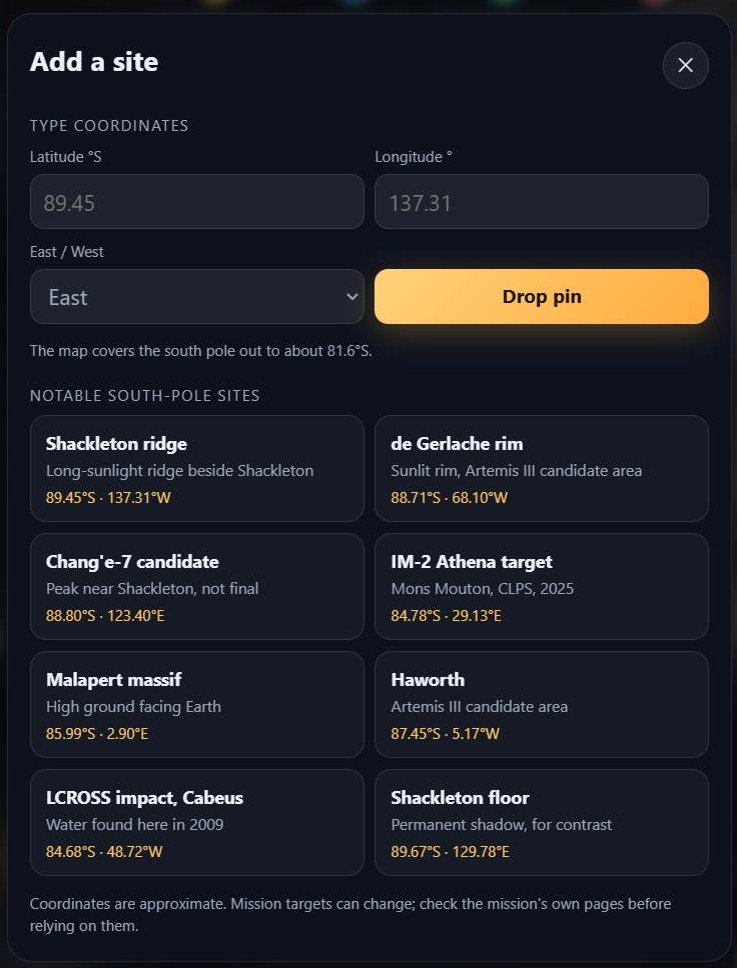 Add a site
TYPE COORDINATES
Latitude °S
Longitude °
89.45
137.31
East / West
East
Drop pin
The map covers the south pole out to about 81.6°S.
NOTABLE SOUTH-POLE SITES
Shackleton ridge
Long-sunlight ridge beside Shackleton
89.45°S · 137.31°W
de Gerlache rim
Sunlit rim, Artemis III candidate area
88.71°S · 68.10°W
Chang'e-7 candidate
Peak near Shackleton, not final
88.80°S · 123.40°E
IM-2 Athena target
Mons Mouton, CLPS, 2025
84.78°S · 29.13°E
Malapert massif
High ground facing Earth
85.99°S · 2.90°E
Haworth
Artemis III candidate area
87.45°S · 5.17°W
LCROSS impact, Cabeus
Water found here in 2009
84.68°S · 48.72°W
Shackleton floor
Permanent shadow, for contrast
89.67°S · 129.78°E
Coordinates are approximate. Mission targets can change; check the mission's own pages before
relying on them.